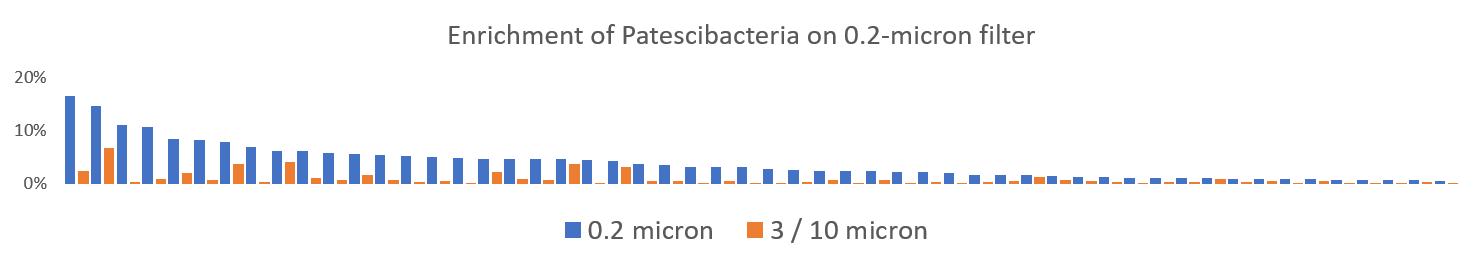 Enrichment of Patescibacteria on 0.2-micron filter
20%
10%
0%
0.2 micron 3 / 10 micron